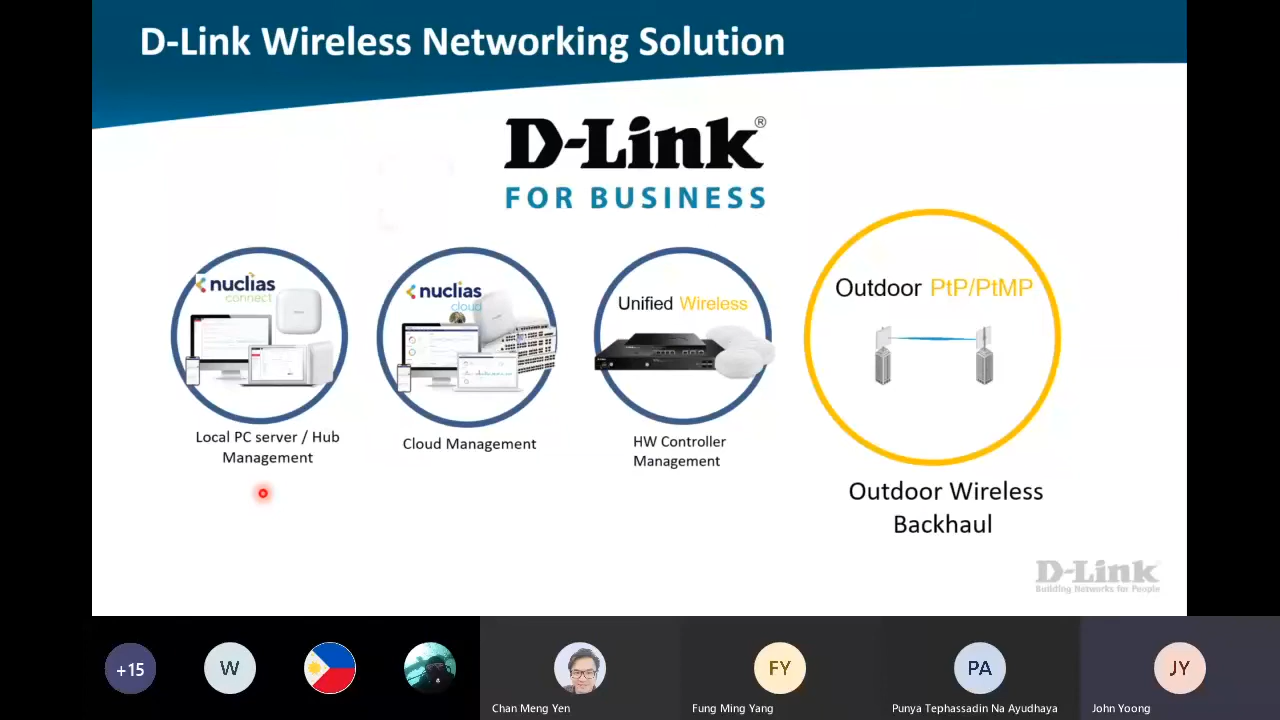 D-Link Wireless Networking Solution
D-Link®
FOR BUSINESS
nuclias
connect
nuclias
cloud
Unified Wireless
Outdoor PtP/PtMP
Local PC server / Hub
Management
Cloud Management
HW Controller
Management
Outdoor Wireless
Backhaul
D-Link
Building Networks for People
+15
W
FY
PA
JY
Chan Meng Yen
Fung Ming Yang
Punya Tephassadin Na Ayudhaya
John Yoong